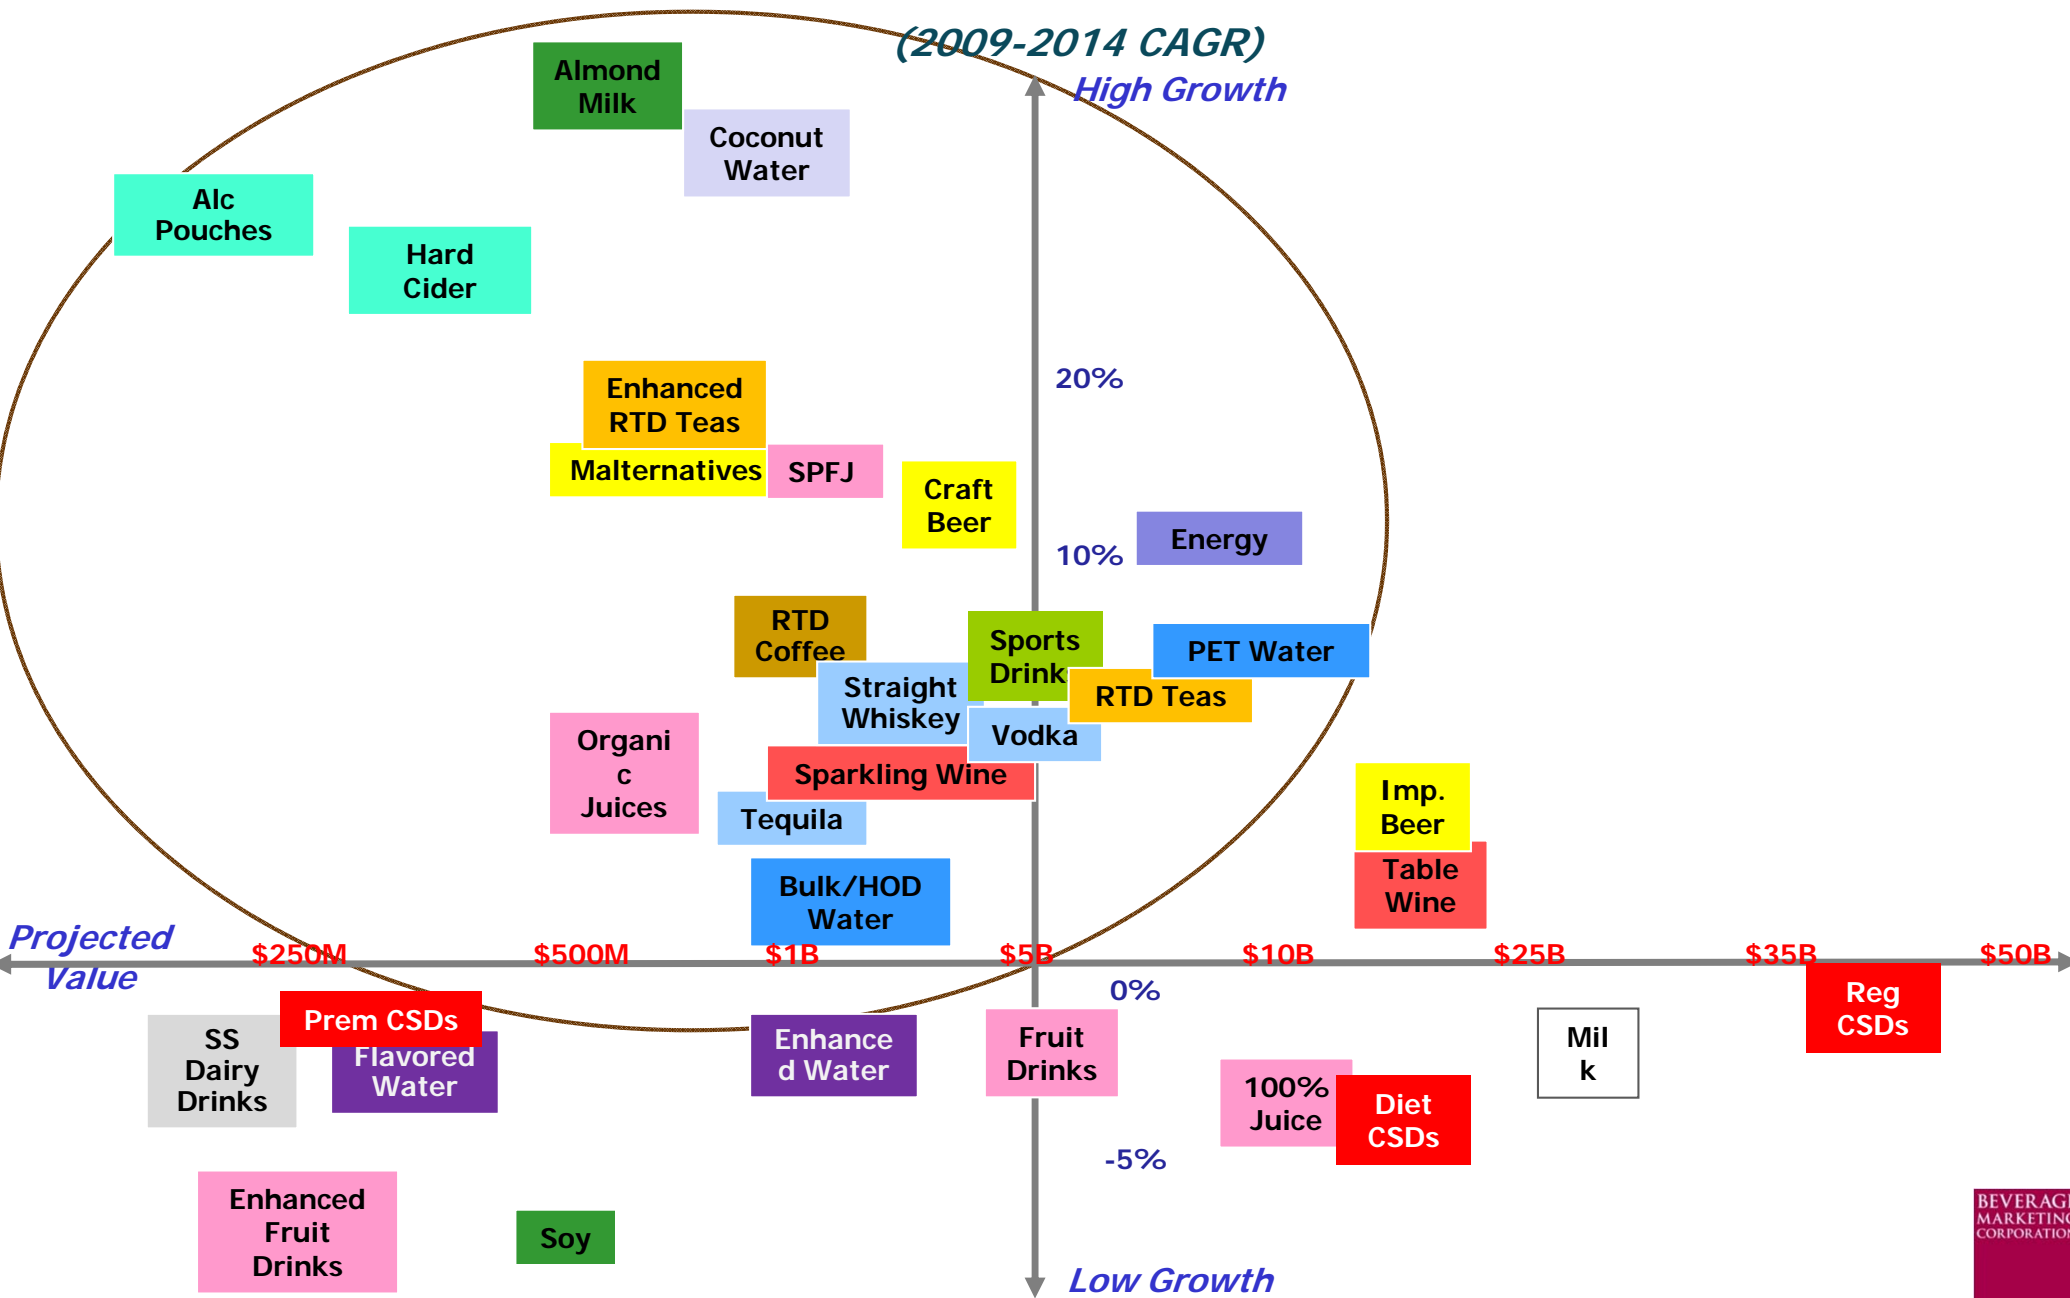 (2009-2014 CAGR)
High Growth
Almond
Milk
Coconut
Water
Alc
Pouches
Hard
Cider
20%
Enhanced
RTD Teas
Malternatives
SPFJ
Craft
Beer
Energy
10%
RTD
Coffee
Sports
Drink
PET Water
Straight
Whiskey
RTD Teas
Vodka
Organi
c
Juices
Sparkling Wine
Tequila
Imp.
Beer
Table
Wine
Bulk/HOD
Water
Projected
Value
$250M
$500M
$1B
$5B
$10B
$25B
$35B
$50B
0%
Prem CSDs
Reg
CSDs
SS
Dairy
Drinks
Flavored
Water
Enhance
d Water
Fruit
Drinks
Mil
k
100%
Juice
Diet
CSDs
-5%
Enhanced
Fruit
Drinks
Soy
Low Growth
BEVERAGE
MARKETING
CORPORATION